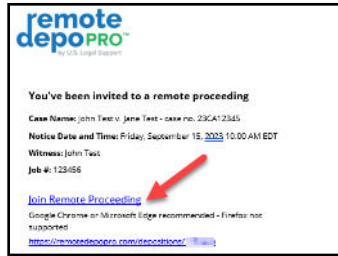 remote
depoPRO™
by U.S. Legal Support
You've been invited to a remote proceeding
Case Name: John Test v. Jane Test - case no. 23CA12345
Notice Date and Time: Friday, September 15, 2023 10:00 AM EDT
Witness: John Test
Job #: 123456
Join Remote Proceeding
Google Chrome or Microsoft Edge recommended - Firefox not
supported
https://remotedepopro.com/depositions/